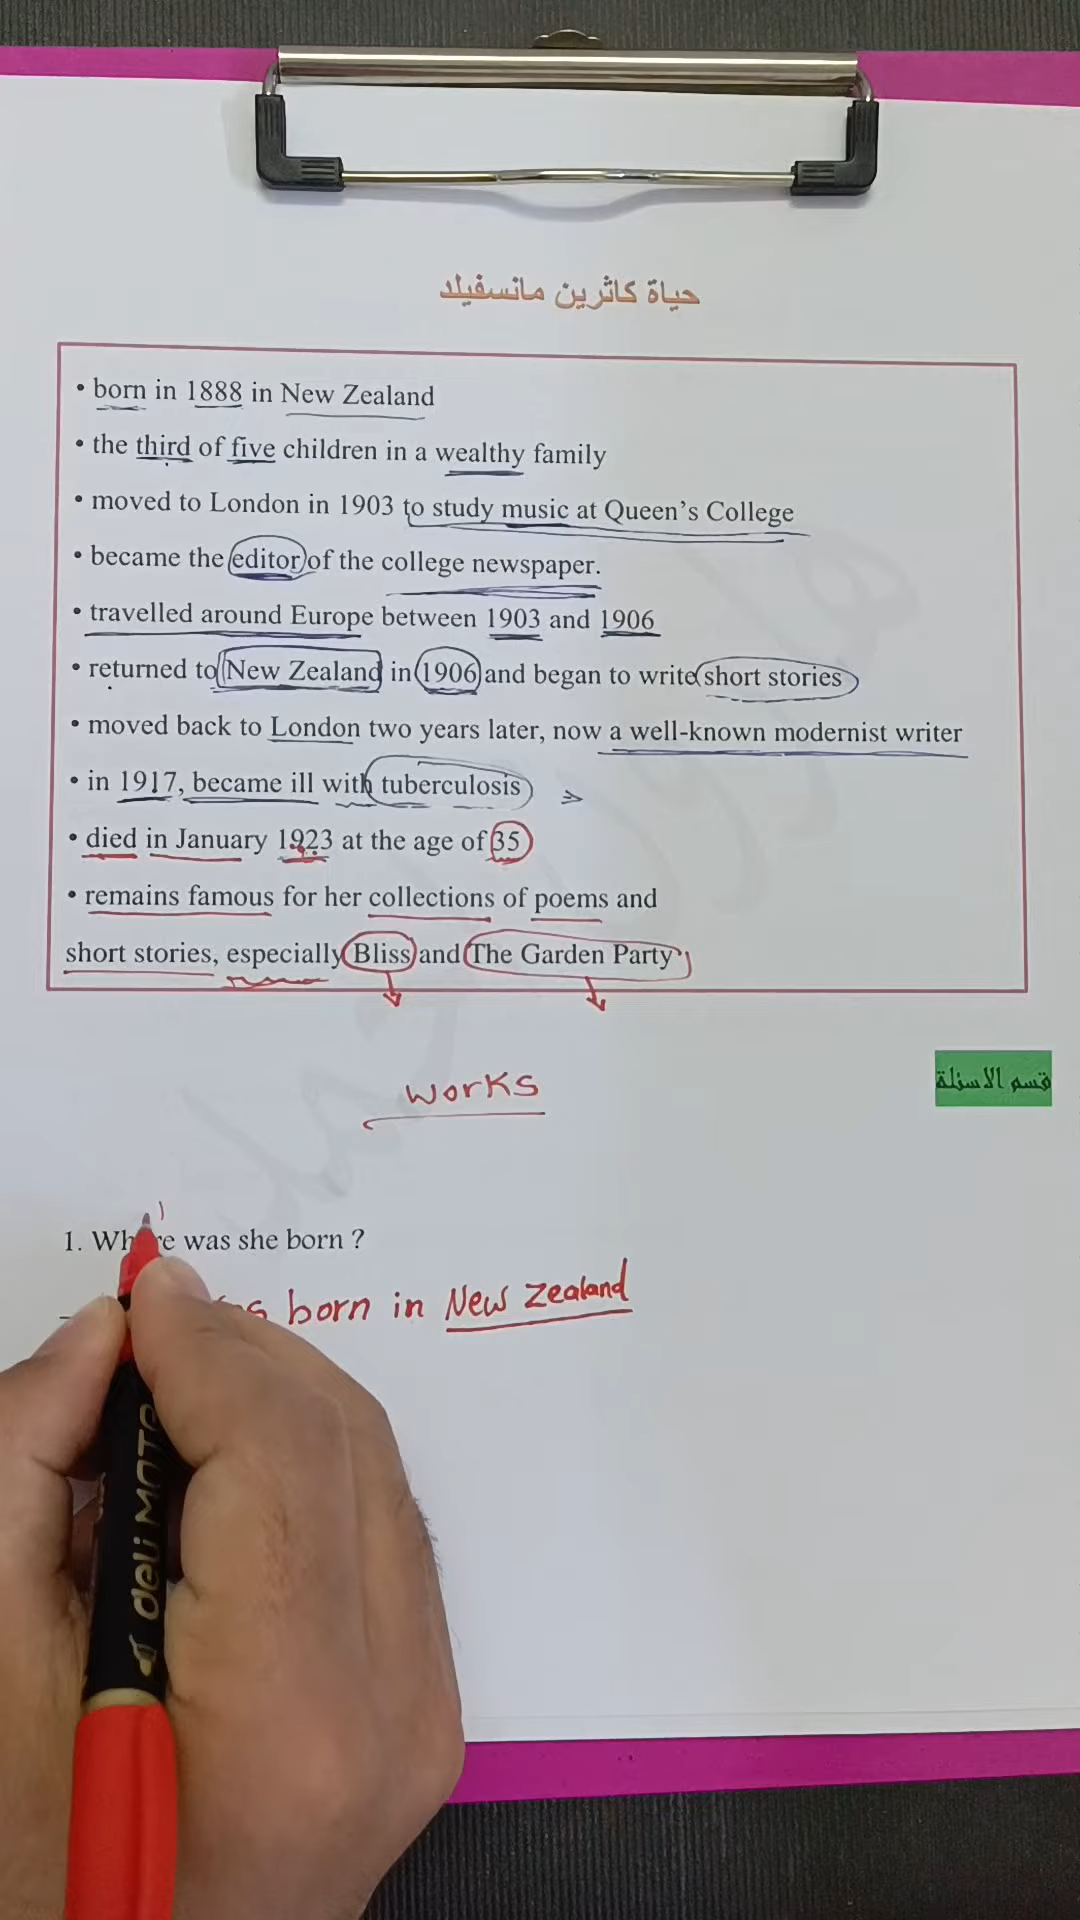 حياة كاثرين مانسفيلد
• born in 1888 in New Zealand
• the third of five children in a wealthy family
• moved to London in 1903 to study music at Queen's College
• became the editor of the college newspaper.
• travelled around Europe between 1903 and 1906
• returned to New Zealand in 1906 and began to write short stories
• moved back to London two years later, now a well-known modernist writer
• in 1917, became ill with tuberculosis
• died in January 1923 at the age of 35
• remains famous for her collections of poems and
short stories, especially Bliss and The Garden Party
works
قسم الاسئلة
1. Where was she born ?
born in New Zealand
deli